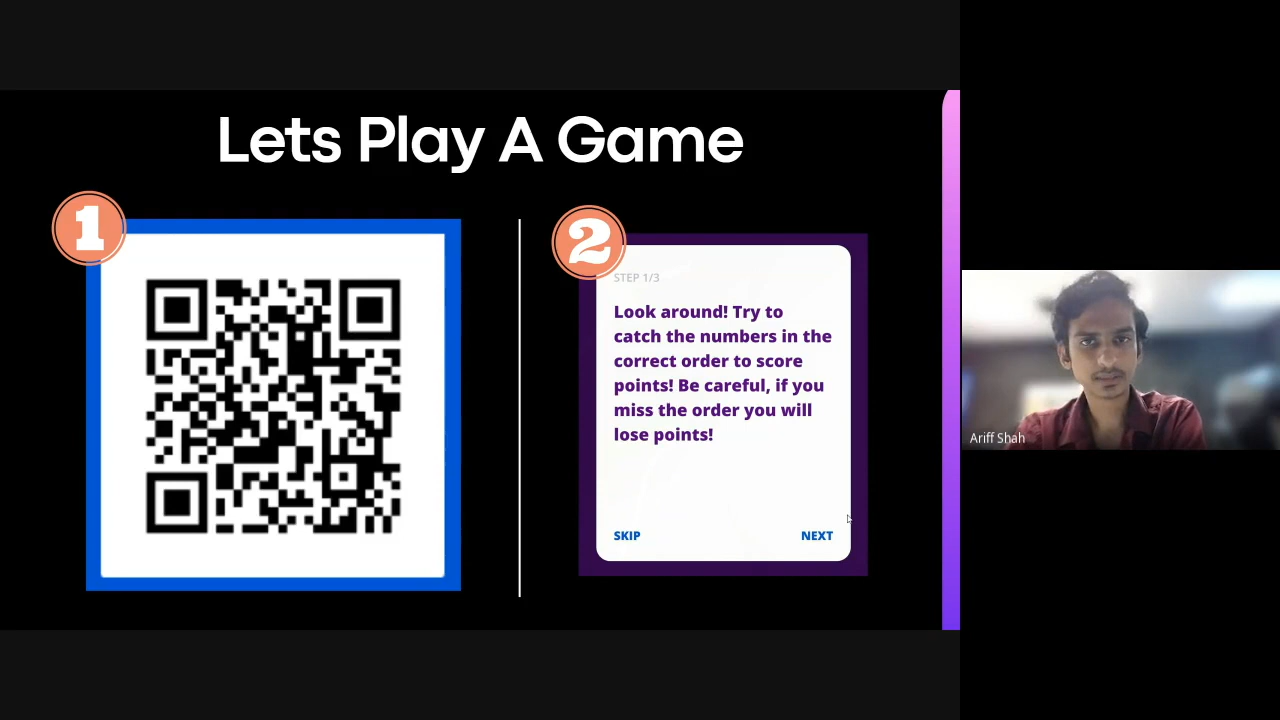 Lets Play A Game
1
2
STEP 1/3
Look around! Try to
catch the numbers in the
correct order to score
points! Be careful, if you
miss the order you will
lose points!
SKIP
NEXT
Ariff Shah